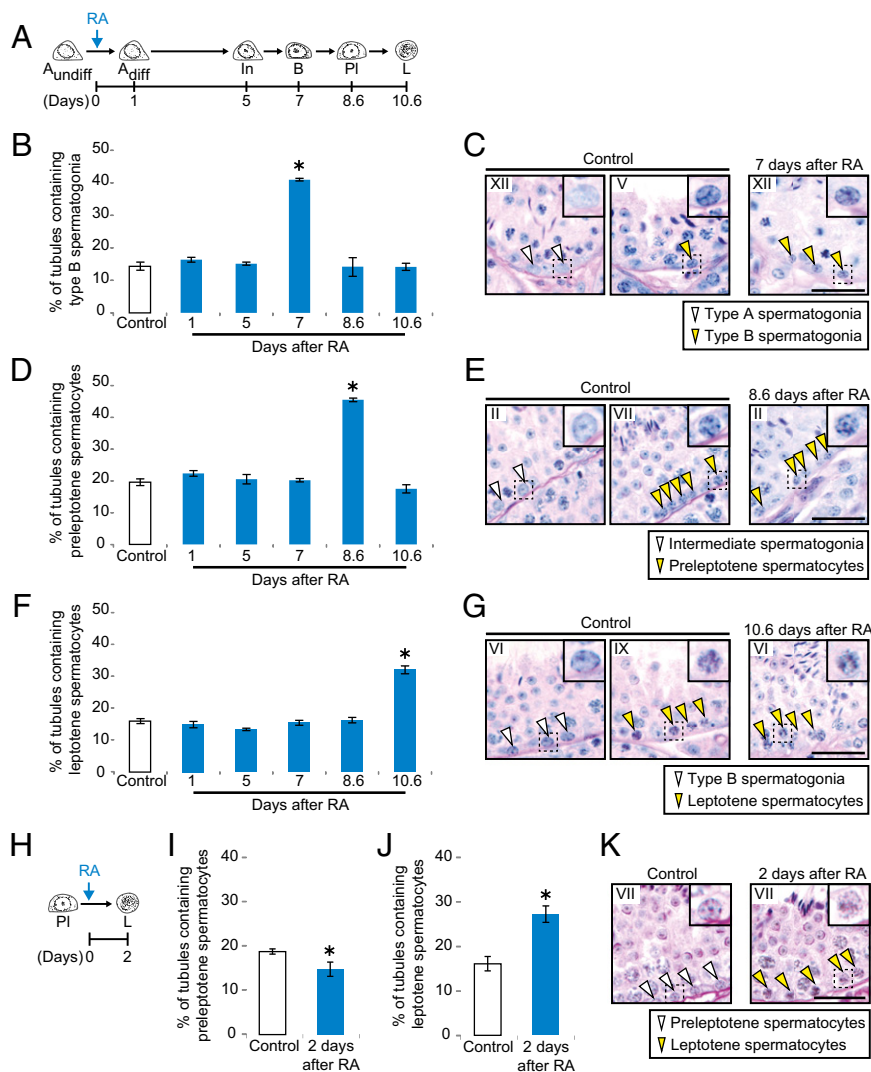 A
RA
A undiff A diff In B Pl L
(Days) 0 1 5 7 8.6 10.6
B
% of tubules containing
type B spermatogonia
50
40
30
20
10
0
*
Control 1 5 7 8.6 10.6
Days after RA
C
Control 7 days after RA
XII V XII
Type A spermatogonia
Type B spermatogonia
D
% of tubules containing
preleptotene spermatocytes
50
40
30
20
10
0
*
Control 1 5 7 8.6 10.6
Days after RA
E
Control 8.6 days after RA
II VII II
Intermediate spermatogonia
Preleptotene spermatocytes
F
% of tubules containing
leptotene spermatocytes
50
40
30
20
10
0
*
Control 1 5 7 8.6 10.6
Days after RA
G
Control 10.6 days after RA
VI IX VI
Type B spermatogonia
Leptotene spermatocytes
H
RA
Pl L
(Days) 0 2
I
% of tubules containing
preleptotene spermatocytes
40
30
20
10
0
*
Control 2 days
after RA
J
% of tubules containing
leptotene spermatocytes
40
30
20
10
0
*
Control 2 days
after RA
K
Control 2 days after RA
VII VII
Preleptotene spermatocytes
Leptotene spermatocytes